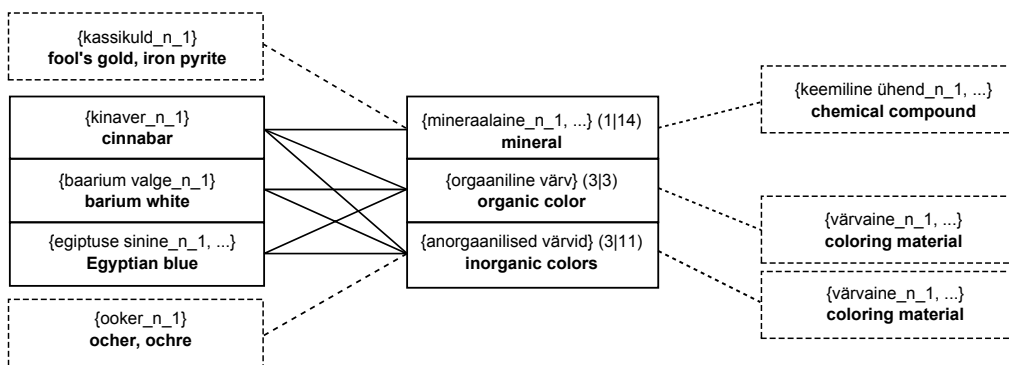 {kassikuld_n_1}
fool's gold, iron pyrite
{kinaver_n_1}
cinnabar
{baarium valge_n_1}
barium white
{egiptuse sinine_n_1, ...}
Egyptian blue
{ooker_n_1}
ocher, ochre
{mineraalaine_n_1, ...} (1|14)
mineral
{orgaaniline värv} (3|3)
organic color
{anorgaanilised värvid} (3|11)
inorganic colors
{keemiline ühend_n_1, ...}
chemical compound
{värvaine_n_1, ...}
coloring material
{värvaine_n_1, ...}
coloring material